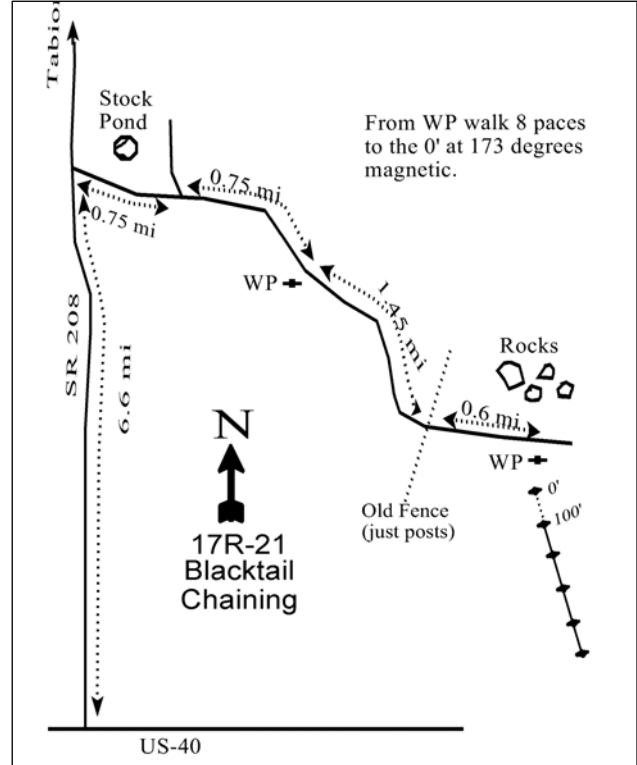 Tabion
Stock
Pond
From WP walk 8 paces
to the 0' at 173 degrees
magnetic.
0.75 mi
0.75 mi
WP
1.45 mi
SR 208
6.6 mi
Rocks
0.6 mi
N
WP
0'
100'
Old Fence
(just posts)
17R-21
Blacktail
Chaining
US-40